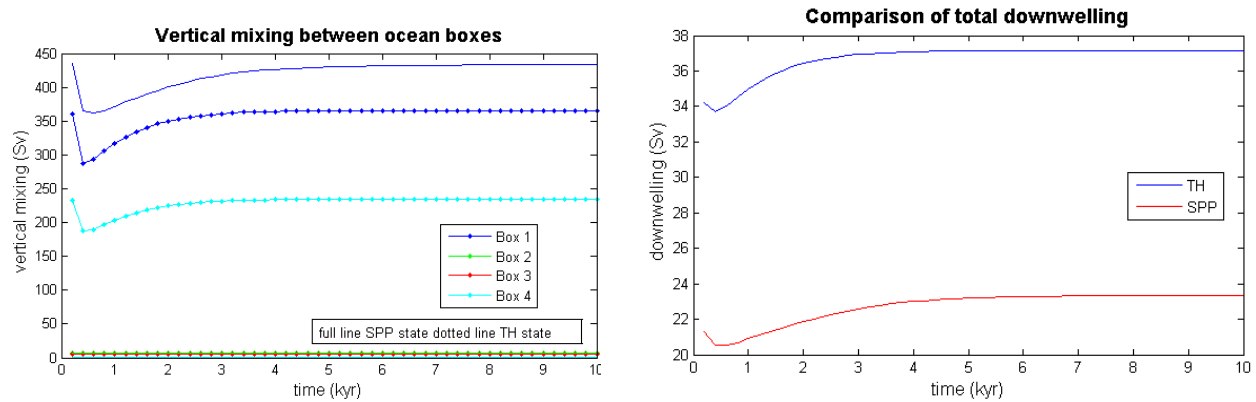 Vertical mixing between ocean boxes
450
400
350
300
250
200
150
100
50
0
vertical mixing (Sv)
Box 1
Box 2
Box 3
Box 4
full line SPP state dotted line TH state
0 1 2 3 4 5 6 7 8 9 10
time (kyr)
Comparison of total downwelling
38
36
34
32
30
28
26
24
22
20
downwelling (Sv)
TH
SPP
0 1 2 3 4 5 6 7 8 9 10
time (kyr)